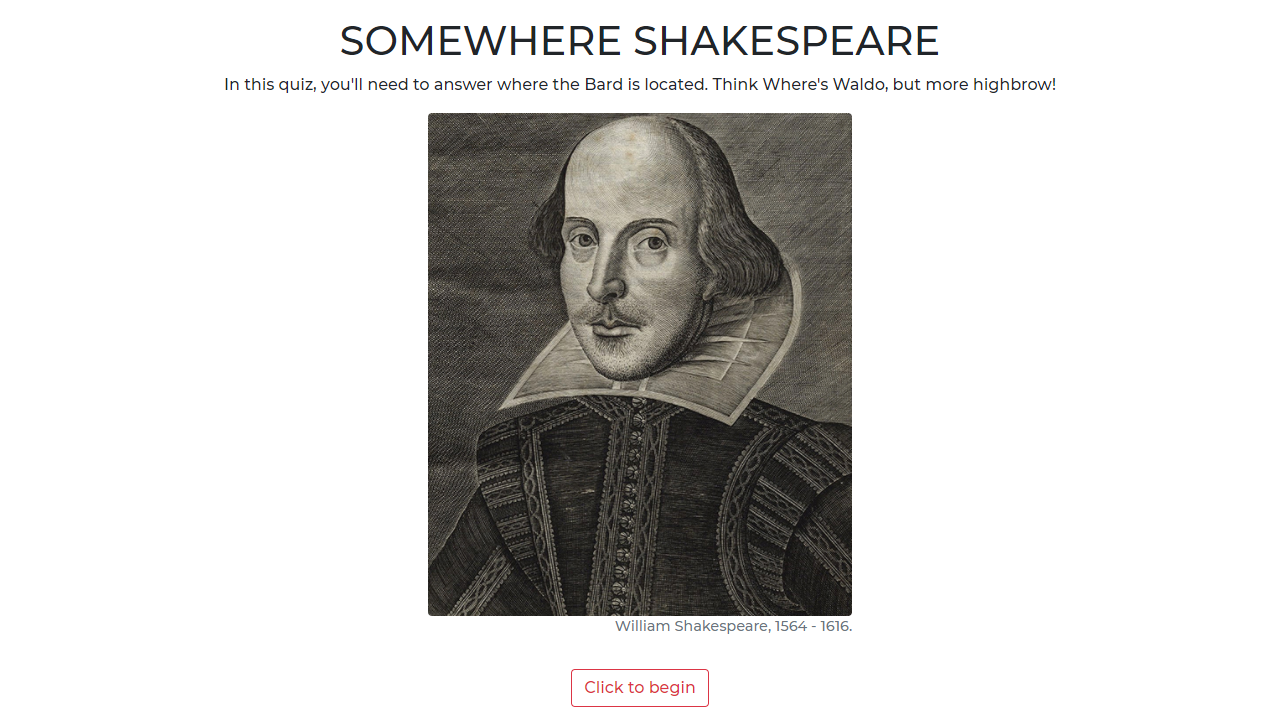 SOMEWHERE SHAKESPEARE
In this quiz, you'll need to answer where the Bard is located. Think Where's Waldo, but more highbrow!
William Shakespeare, 1564 - 1616.
Click to begin